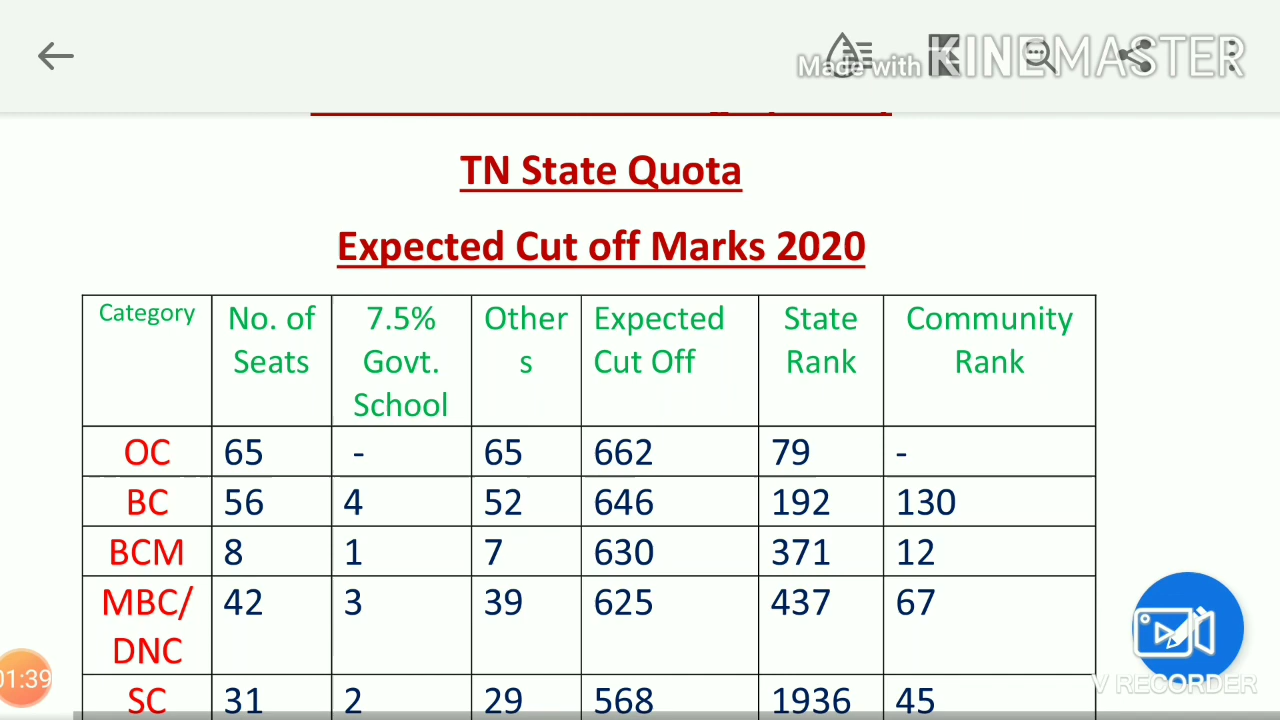 Made with KINEMASTER
TN State Quota
Expected Cut off Marks 2020
Category No. of Seats 7.5% Govt. School Others Expected Cut Off State Rank Community Rank
OC 65 - 65 662 79 -
BC 56 4 52 646 192 130
BCM 8 1 7 630 371 12
MBC/DNC 42 3 39 625 437 67
SC 31 2 29 568 1936 45
01:39
V RECORDER